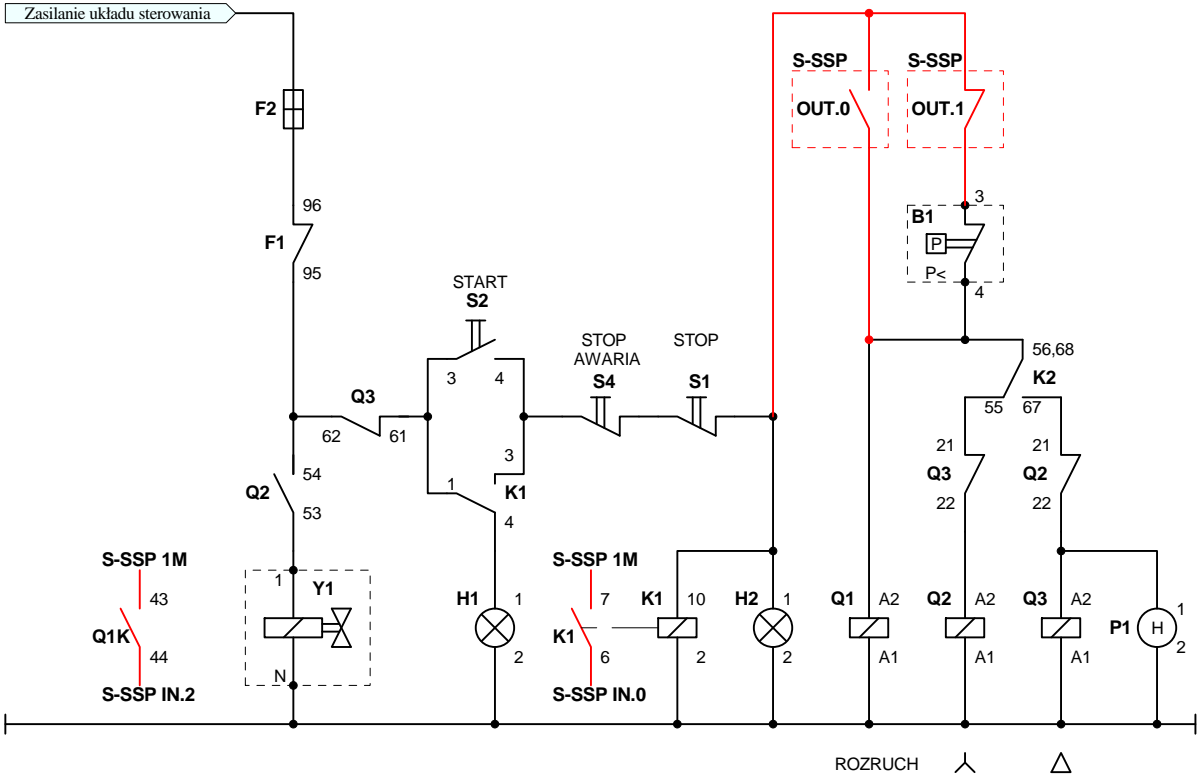 Zasilanie układu sterowania
S-SSP
S-SSP
F2
OUT.0
OUT.1
96
3
F1
B1
P
95
P<
4
START
S2
STOP
AWARIA
STOP
56,68
3
4
S4
S1
K2
Q3
55
67
62
61
3
21
21
54
1
K1
Q3
Q2
Q2
53
4
22
22
S-SSP 1M
S-SSP 1M
1
Y1
43
H1
1
7
K1
10
H2
1
Q1
A2
Q2
A2
Q3
A2
1
Q1K
K1
P1
H
44
2
6
2
2
A1
A1
A1
2
N
S-SSP IN.2
S-SSP IN.0
ROZRUCH